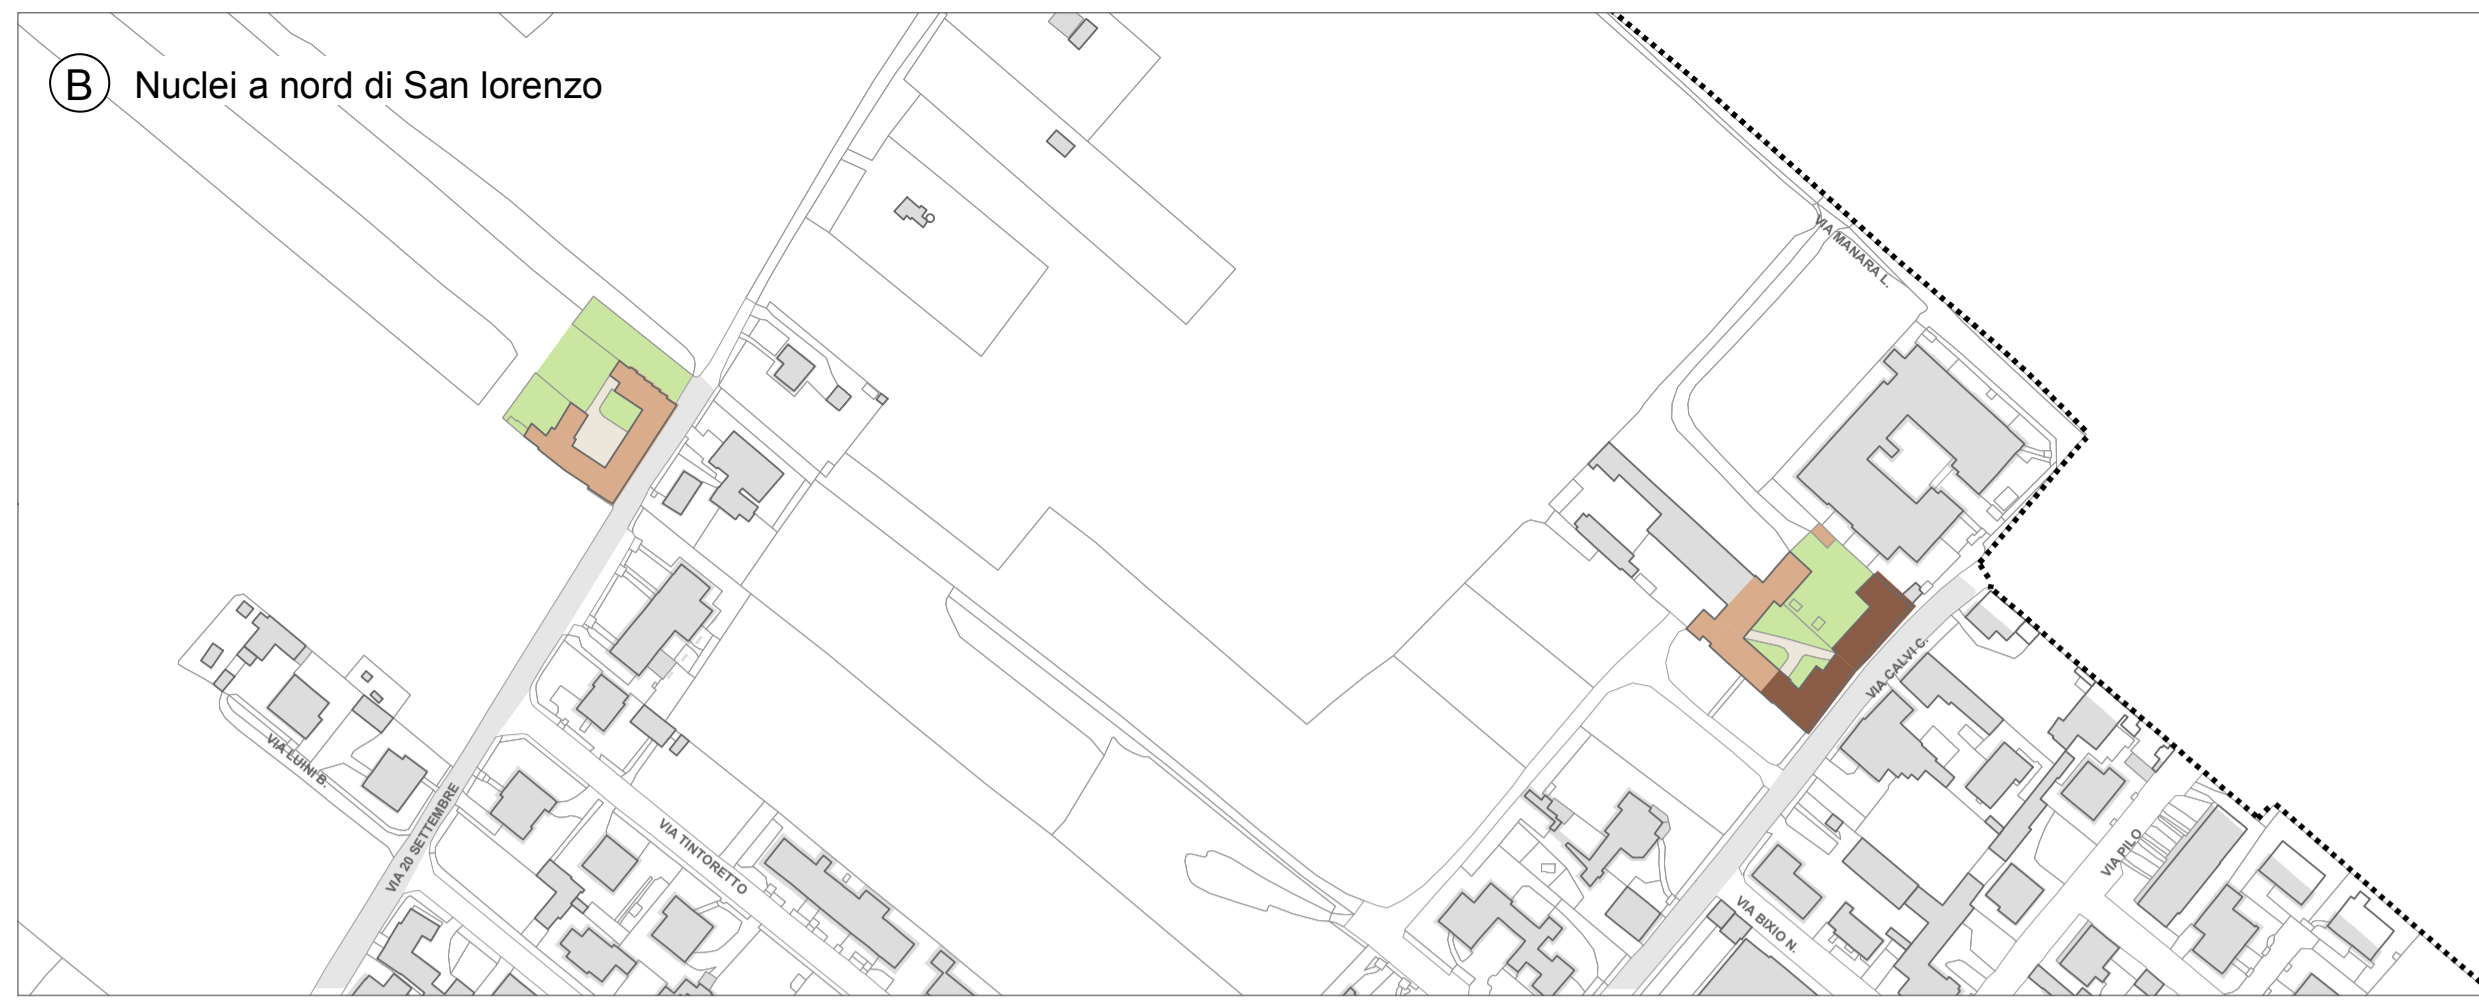 B Nuclei a nord di San lorenzo
VIA MANARA L.
VIA CALVI C.
VIA LUINI B.
VIA 20 SETTEMBRE
VIA TINTORETTO
VIA PILO
VIA BIXIO N.